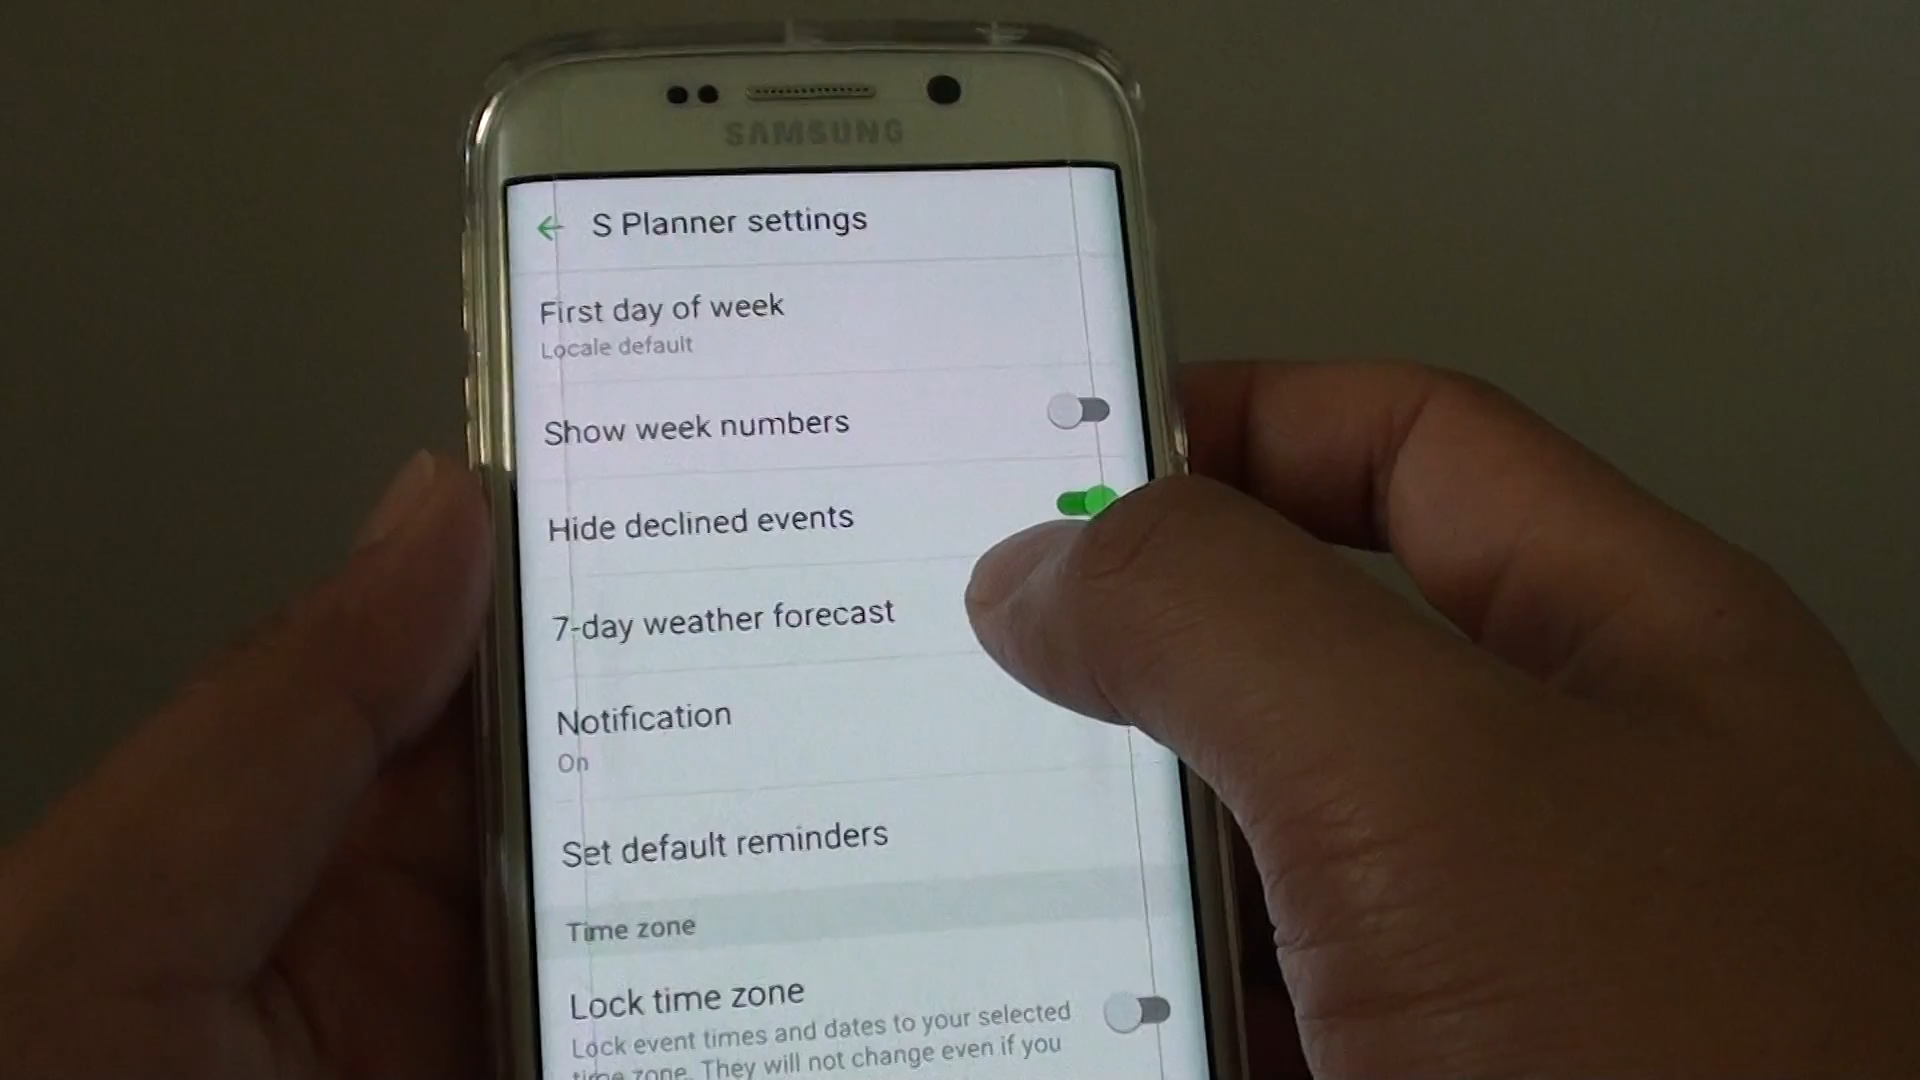 SAMSUNG
S Planner settings
First day of week
Locale default
Show week numbers
Hide declined events
7-day weather forecast
Notification
On
Set default reminders
Time zone
Lock time zone
Lock event times and dates to your selected
time zone. They will not change even if you